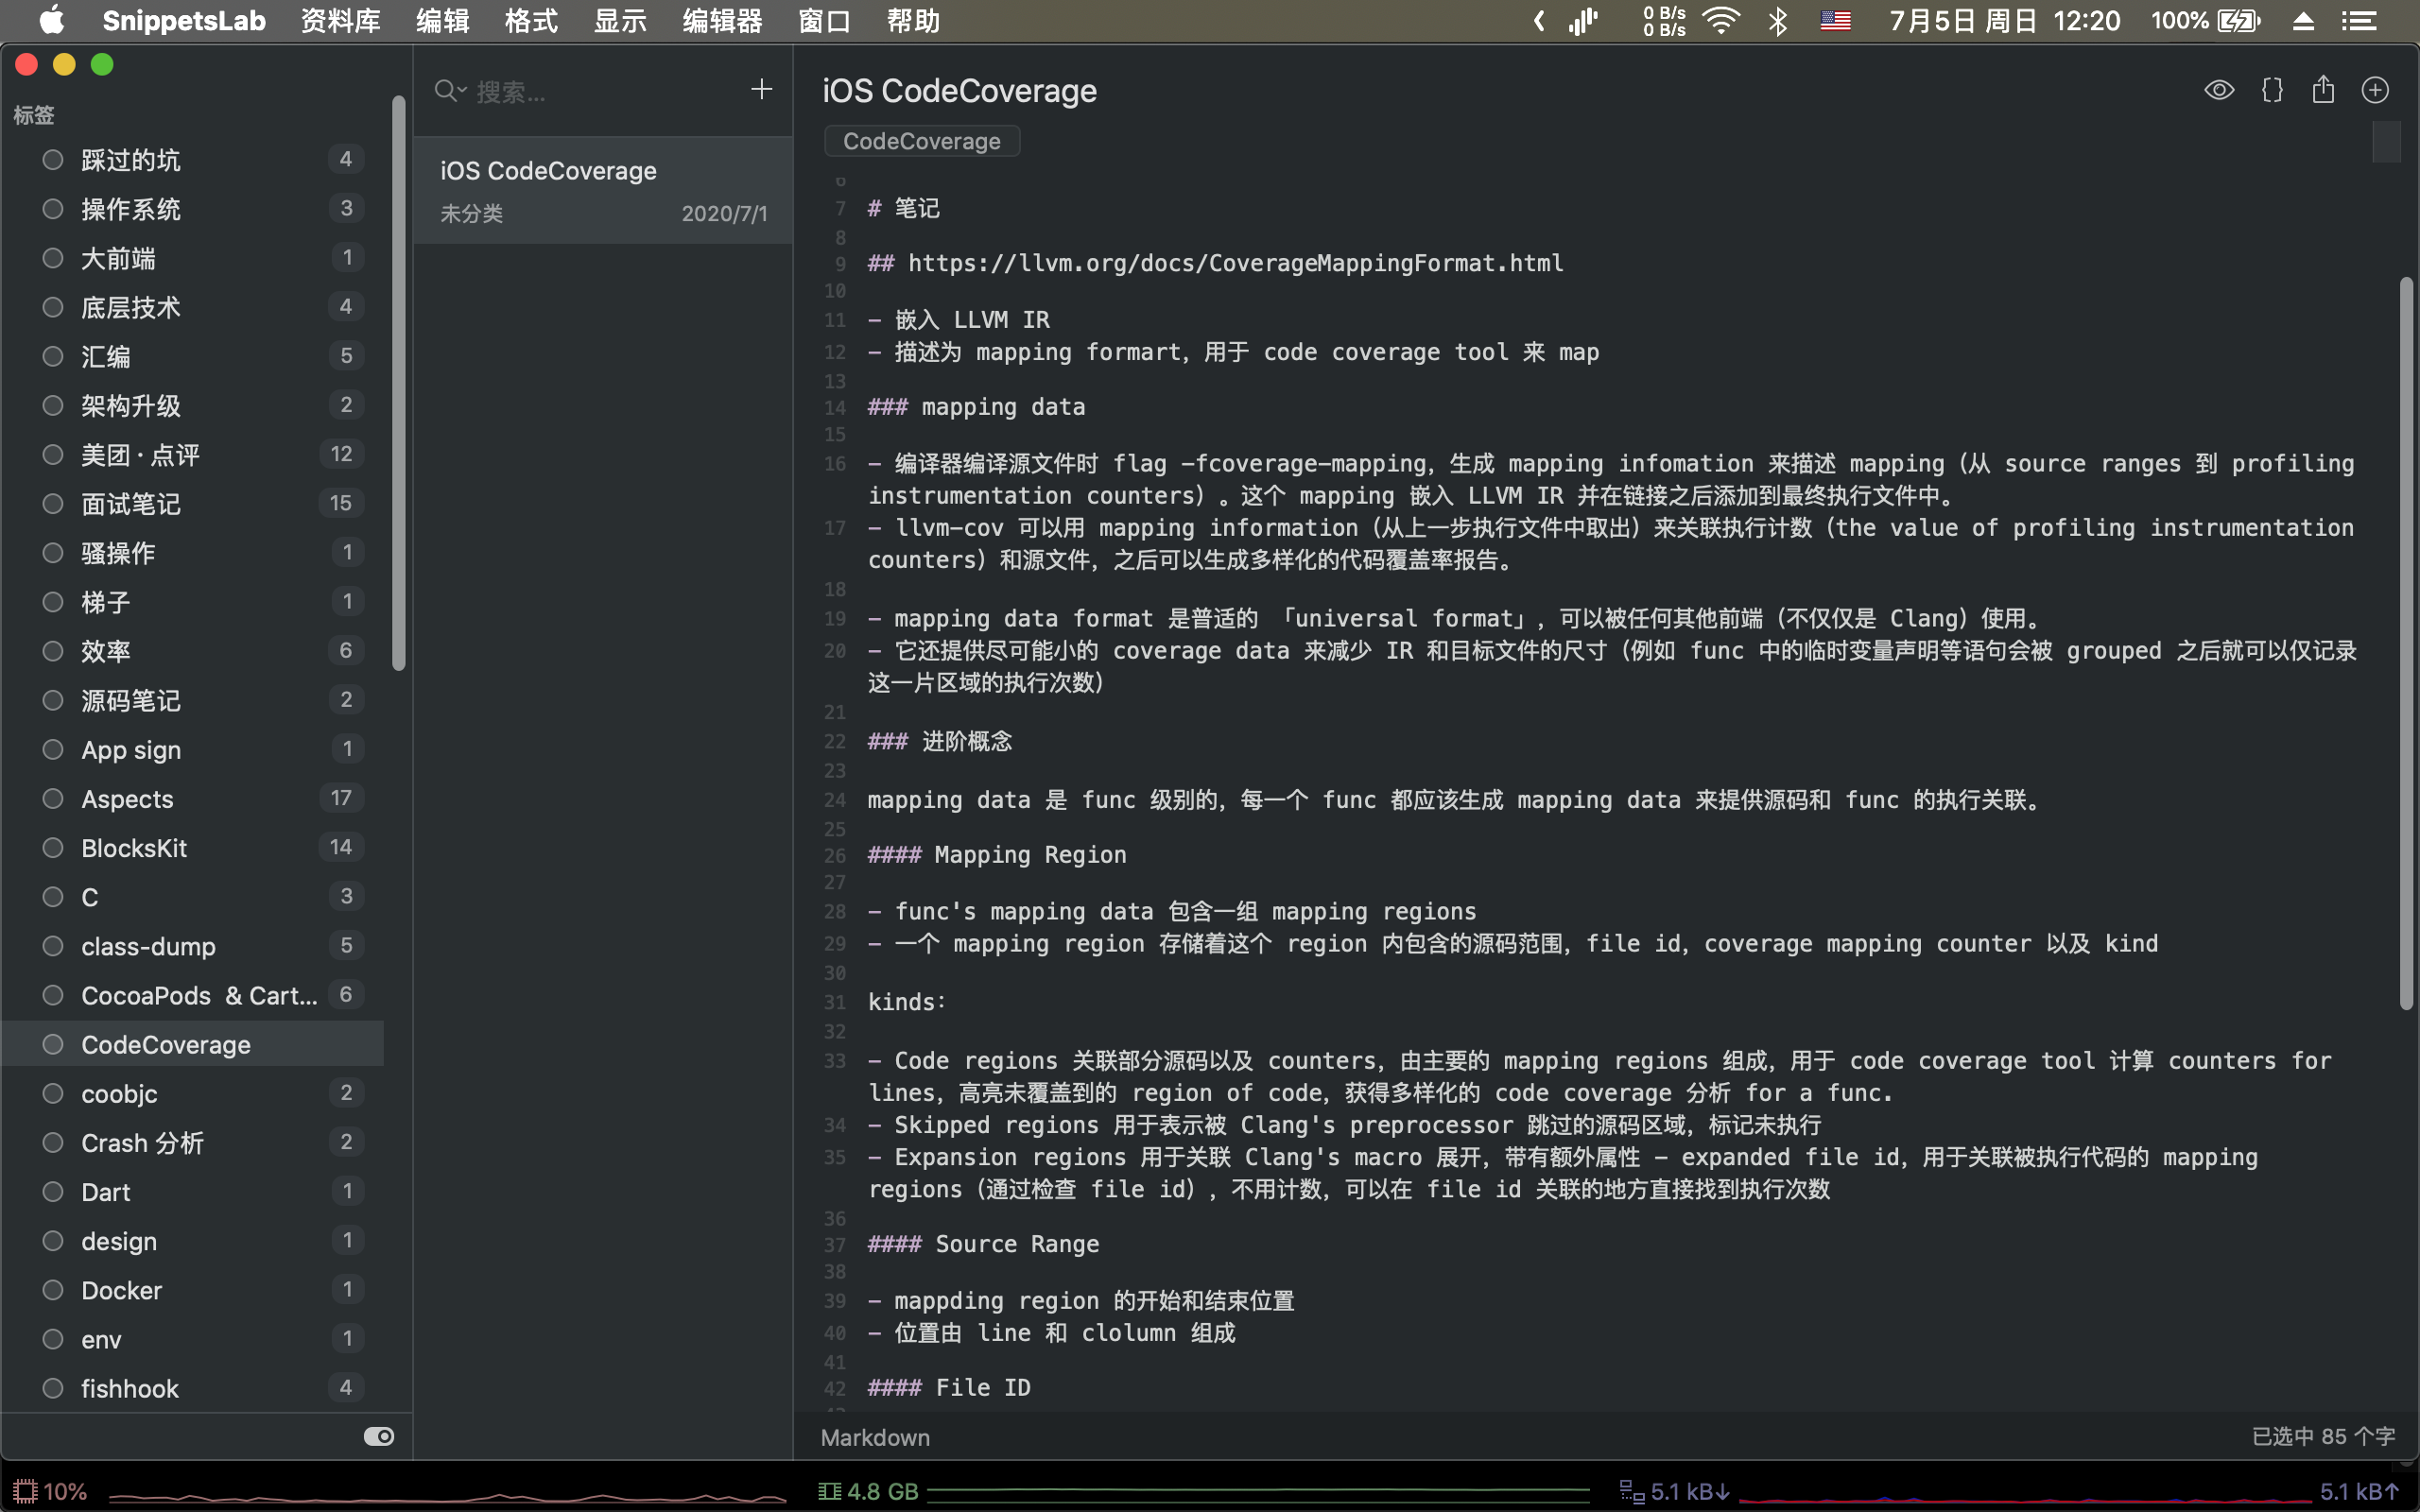 SnippetsLab 资料库 编辑 格式 显示 编辑器 窗口 帮助 0 B/s 0 B/s 7月5日 周日 12:20 100%
标签
踩过的坑 4
操作系统 3
大前端 1
底层技术 4
汇编 5
架构升级 2
美团·点评 12
面试笔记 15
骚操作 1
梯子 1
效率 6
源码笔记 2
App sign 1
Aspects 17
BlocksKit 14
C 3
class-dump 5
CocoaPods & Cart... 6
CodeCoverage
coobjc 2
Crash 分析 2
Dart 1
design 1
Docker 1
env 1
fishhook 4
搜索...
iOS CodeCoverage
未分类 2020/7/1
iOS CodeCoverage
CodeCoverage
6
7 # 笔记
8
9 ## https://llvm.org/docs/CoverageMappingFormat.html
10
11 - 嵌入 LLVM IR
12 - 描述为 mapping formart，用于 code coverage tool 来 map
13
14 ### mapping data
15
16 - 编译器编译源文件时 flag -fcoverage-mapping，生成 mapping infomation 来描述 mapping（从 source ranges 到 profiling
instrumentation counters）。这个 mapping 嵌入 LLVM IR 并在链接之后添加到最终执行文件中。
17 - llvm-cov 可以用 mapping information（从上一步执行文件中取出）来关联执行计数（the value of profiling instrumentation
counters）和源文件，之后可以生成多样化的代码覆盖率报告。
18
19 - mapping data format 是普适的 「universal format」，可以被任何其他前端（不仅仅是 Clang）使用。
20 - 它还提供尽可能小的 coverage data 来减少 IR 和目标文件的尺寸（例如 func 中的临时变量声明等语句会被 grouped 之后就可以仅记录
这一片区域的执行次数）
21
22 ### 进阶概念
23
24 mapping data 是 func 级别的，每一个 func 都应该生成 mapping data 来提供源码和 func 的执行关联。
25
26 #### Mapping Region
27
28 - func's mapping data 包含一组 mapping regions
29 - 一个 mapping region 存储着这个 region 内包含的源码范围，file id，coverage mapping counter 以及 kind
30
31 kinds：
32
33 - Code regions 关联部分源码以及 counters，由主要的 mapping regions 组成，用于 code coverage tool 计算 counters for
lines，高亮未覆盖到的 region of code，获得多样化的 code coverage 分析 for a func.
34 - Skipped regions 用于表示被 Clang's preprocessor 跳过的源码区域，标记未执行
35 - Expansion regions 用于关联 Clang's macro 展开，带有额外属性 - expanded file id，用于关联被执行代码的 mapping
regions（通过检查 file id），不用计数，可以在 file id 关联的地方直接找到执行次数
36
37 #### Source Range
38
39 - mappding region 的开始和结束位置
40 - 位置由 line 和 clolumn 组成
41
42 #### File ID
Markdown 已选中 85 个字
10% 4.8 GB 5.1 kB↓ 5.1 kB↑